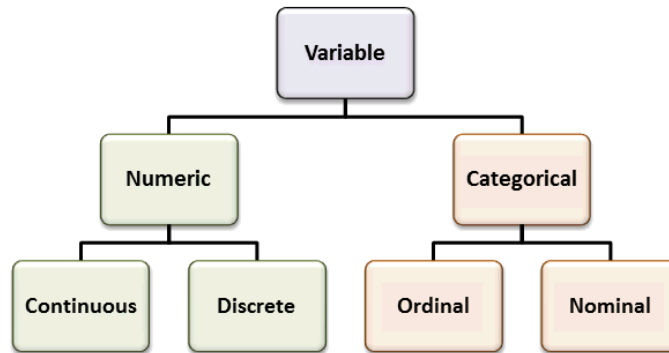 Variable
Numeric
Categorical
Continuous
Discrete
Ordinal
Nominal